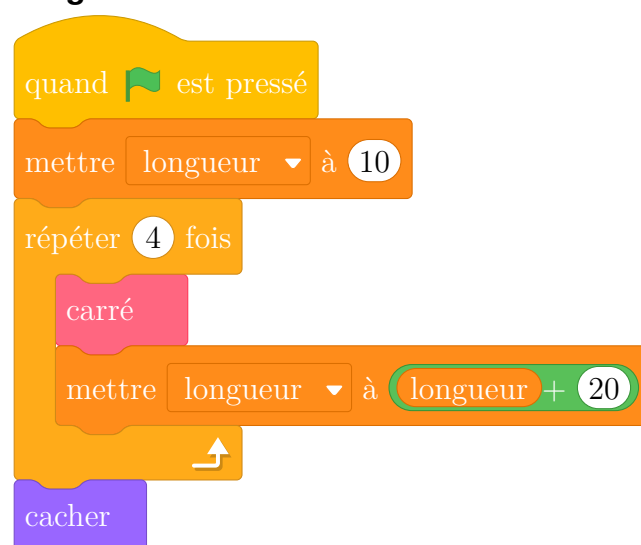 quand est pressé
mettre longueur à 10
répéter 4 fois
carré
mettre longueur à longueur + 20
cacher